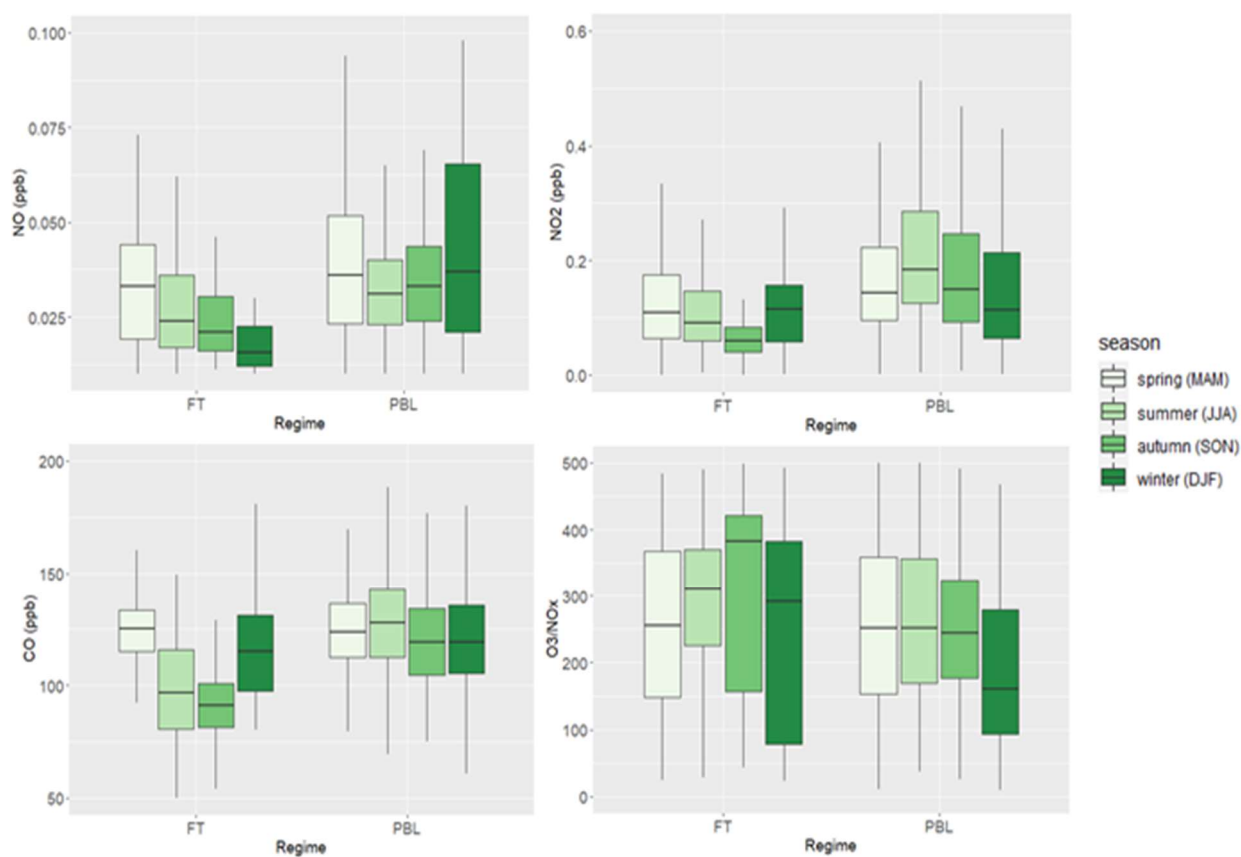 0.100
0.075
0.050
0.025
NO (ppb)
FT
PBL
Regime
0.6
0.4
0.2
0.0
NO2 (ppb)
FT
PBL
Regime
200
150
100
50
CO (ppb)
FT
PBL
Regime
500
400
300
200
100
0
O3/NOx
FT
PBL
Regime
season
spring (MAM)
summer (JJA)
autumn (SON)
winter (DJF)